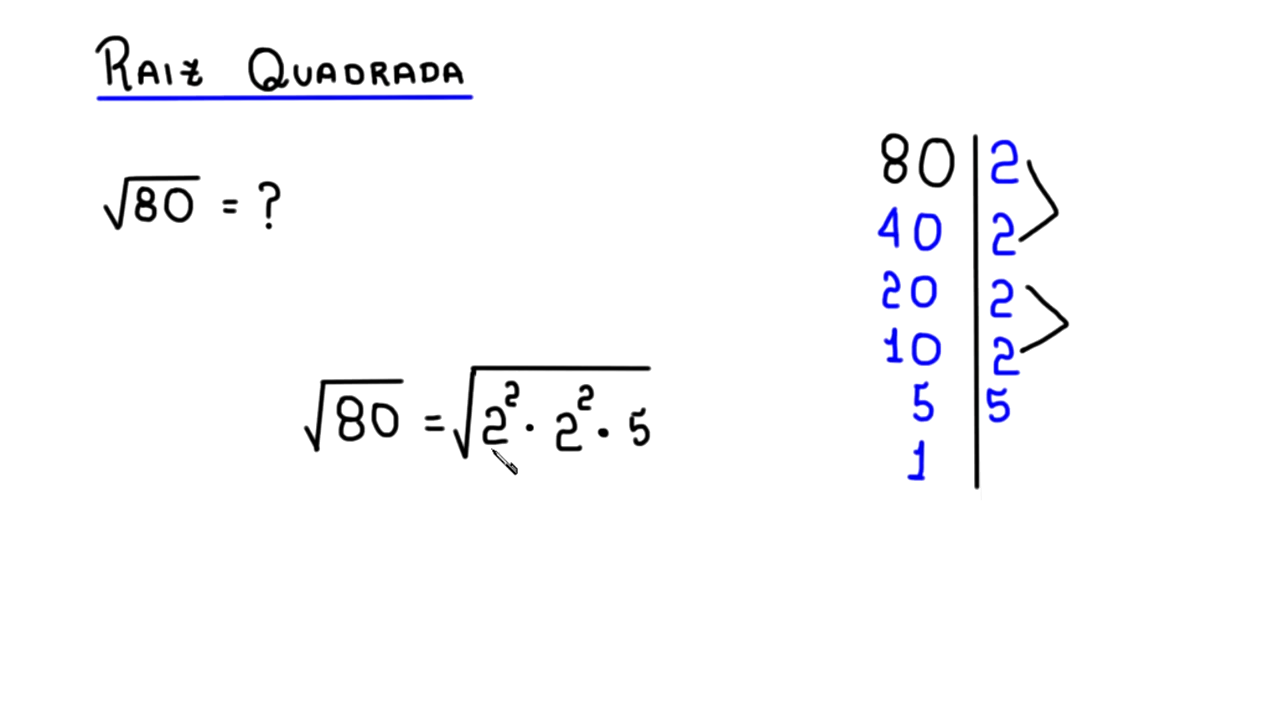 RAIZ QUADRADA
√80 = ?
√80 = √2² · 2² · 5
80 | 2
40 | 2
20 | 2
10 | 2
5 | 5
1 |